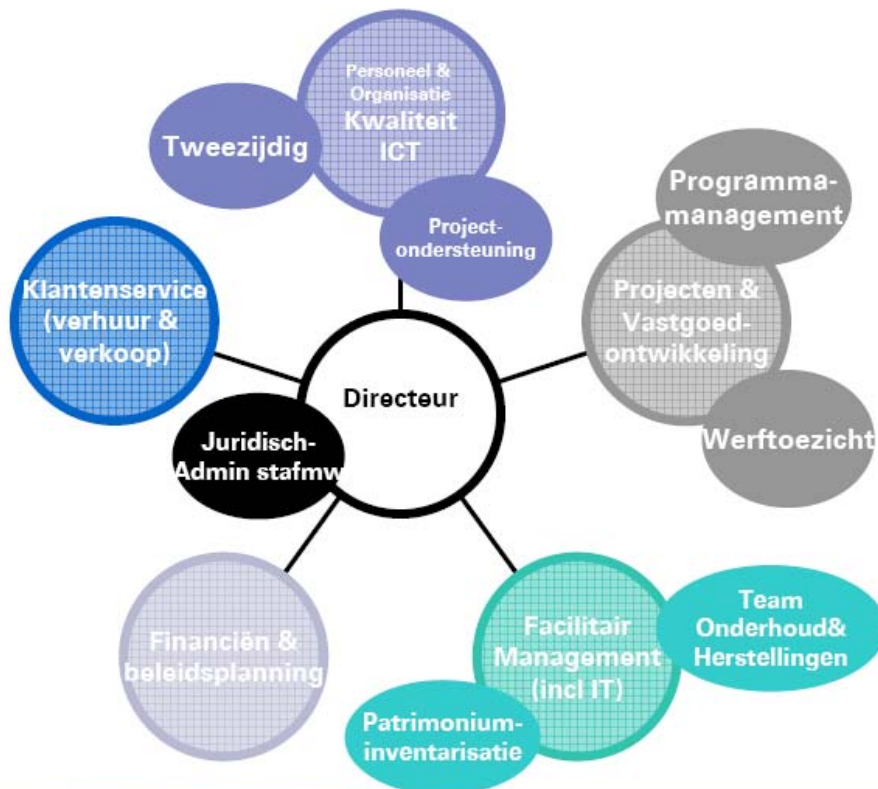 Personeel &
Organisatie
Kwaliteit
ICT
Tweezijdig
Project-
ondersteuning
Programma-
management
Projecten &
Vastgoed-
ontwikkeling
Werftoezicht
Klantenservice
(verhuur &
verkoop)
Directeur
Juridisch-
Admin stafmw
Financiën &
beleidsplanning
Facilitair
Management
(incl IT)
Team
Onderhoud&
Herstellingen
Patrimonium-
inventarisatie